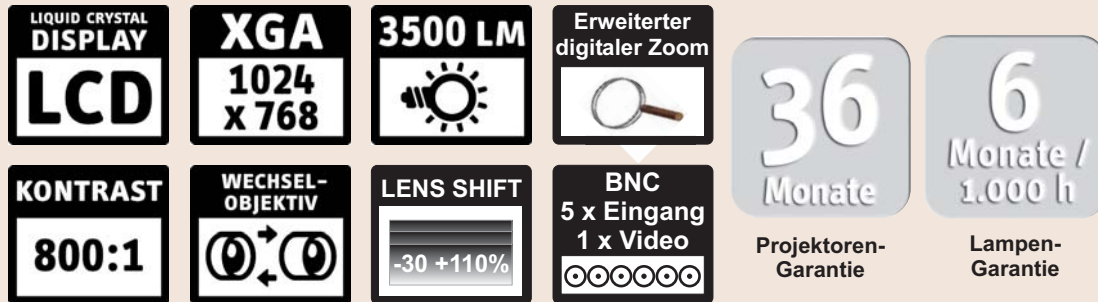 LIQUID CRYSTAL
DISPLAY
LCD
XGA
1024
x 768
3500 LM
Erweiterter
digitaler Zoom
36
Monate
6
Monate /
1.000 h
KONTRAST
800:1
WECHSEL-
OBJEKTIV
LENS SHIFT
-30 +110%
BNC
5 x Eingang
1 x Video
Projektoren-
Garantie
Lampen-
Garantie